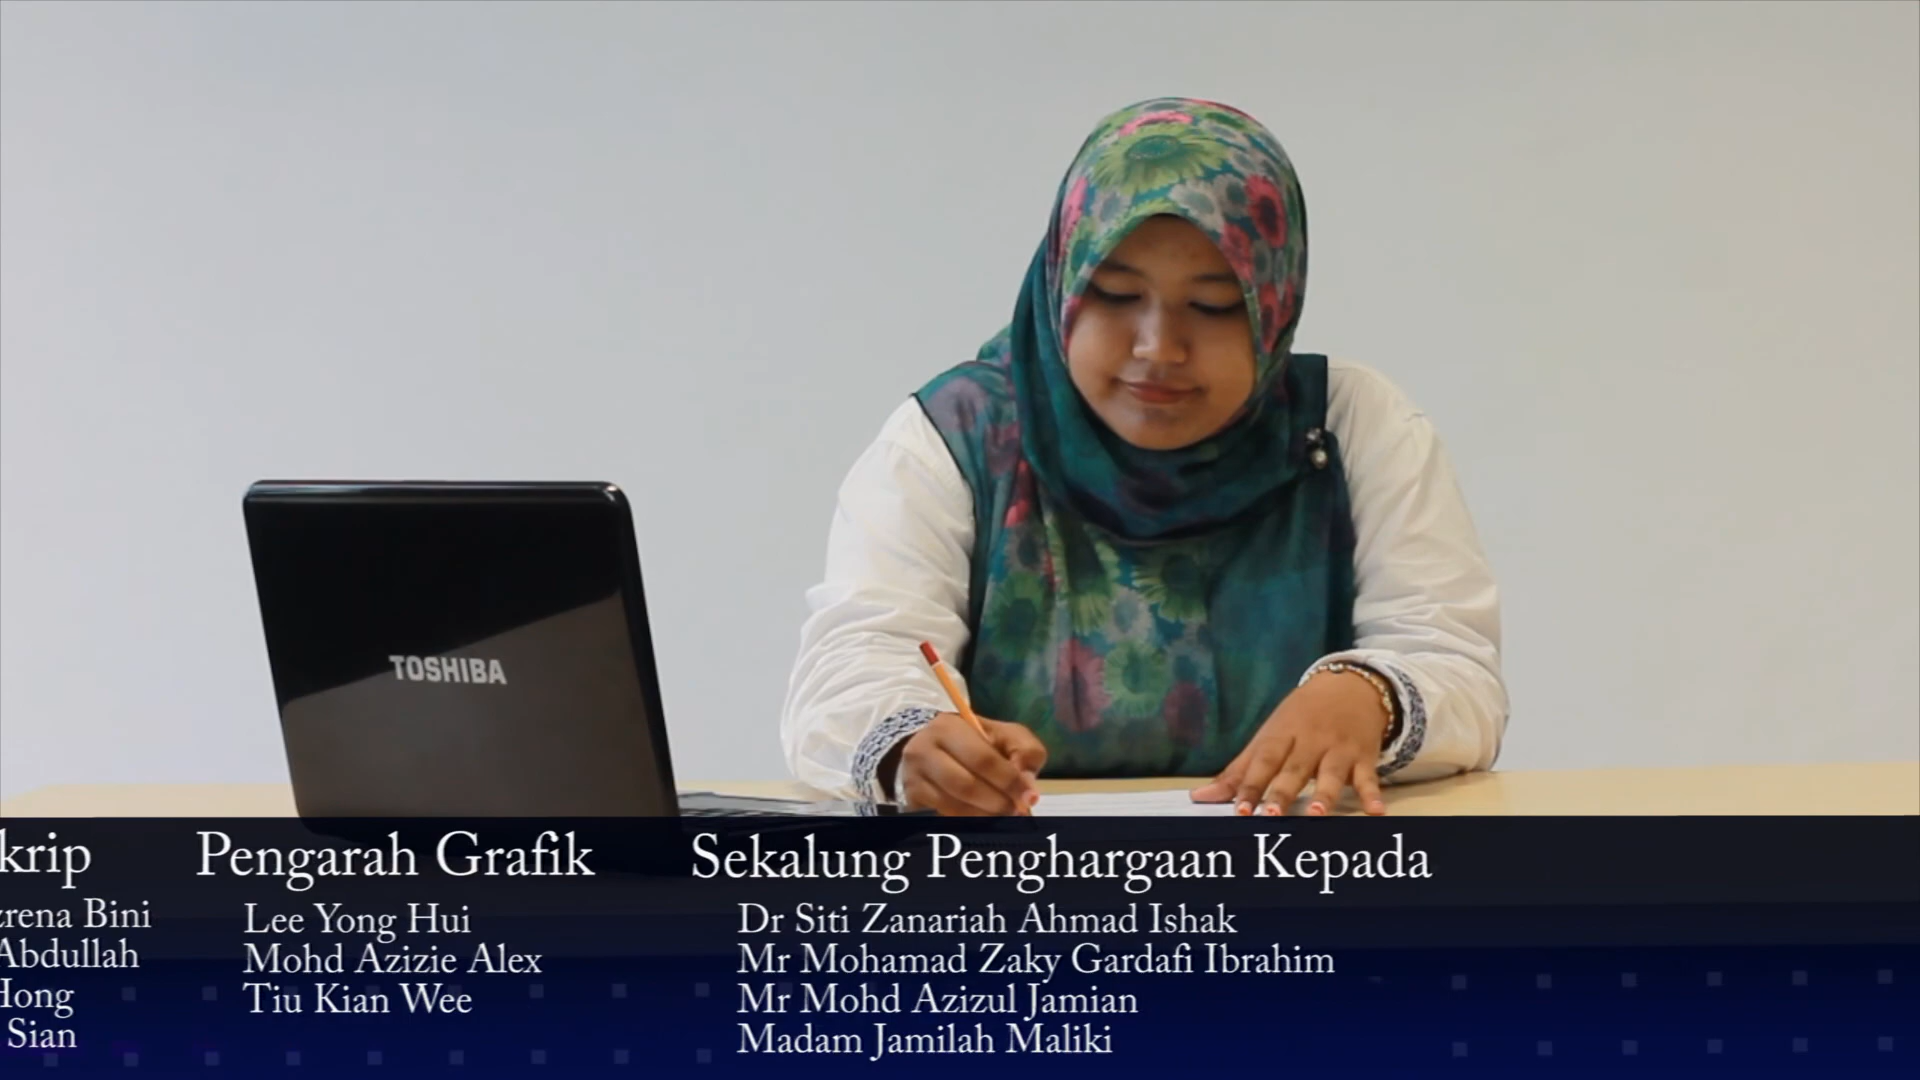 TOSHIBA
Pengarah Grafik
Lee Yong Hui
Mohd Azizie Alex
Tiu Kian Wee
Sekalung Penghargaan Kepada
Dr Siti Zanariah Ahmad Ishak
Mr Mohamad Zaky Gardafi Ibrahim
Mr Mohd Azizul Jamian
Madam Jamilah Maliki
krip
zrena Bini
Abdullah
Hong
Sian